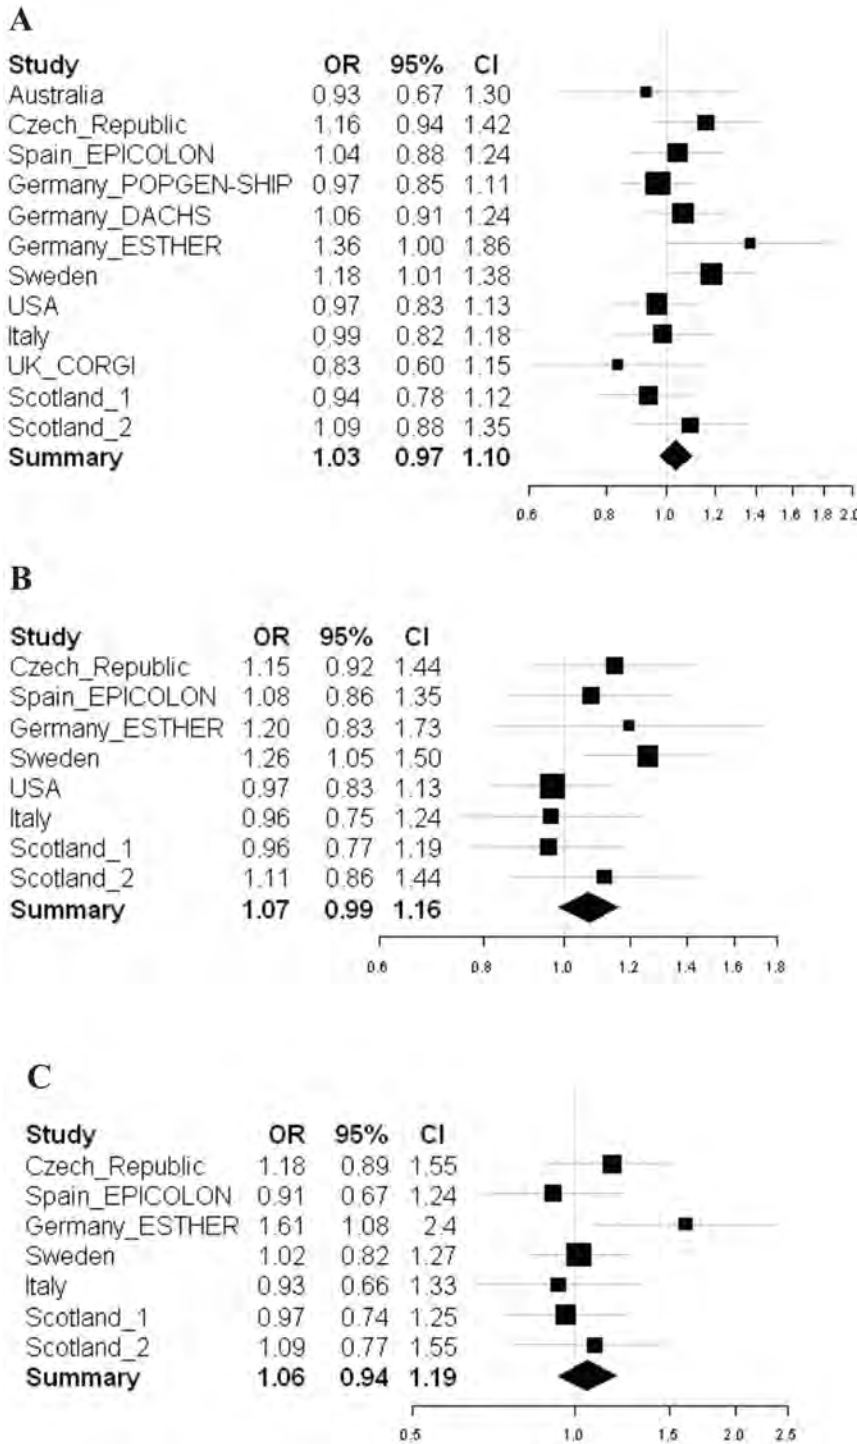 A
Study OR 95% CI
Australia 0.93 0.67 1.30
Czech_Republic 1.16 0.94 1.42
Spain_EPICOLON 1.04 0.88 1.24
Germany_POPGEN-SHIP 0.97 0.85 1.11
Germany_DACHS 1.06 0.91 1.24
Germany_ESTHER 1.36 1.00 1.86
Sweden 1.18 1.01 1.38
USA 0.97 0.83 1.13
Italy 0.99 0.82 1.18
UK_CORGI 0.83 0.60 1.15
Scotland_1 0.94 0.78 1.12
Scotland_2 1.09 0.88 1.35
Summary 1.03 0.97 1.10
0.6 0.8 1.0 1.2 1.4 1.6 1.8 2.0
B
Study OR 95% CI
Czech_Republic 1.15 0.92 1.44
Spain_EPICOLON 1.08 0.86 1.35
Germany_ESTHER 1.20 0.83 1.73
Sweden 1.26 1.05 1.50
USA 0.97 0.83 1.13
Italy 0.96 0.75 1.24
Scotland_1 0.96 0.77 1.19
Scotland_2 1.11 0.86 1.44
Summary 1.07 0.99 1.16
0.6 0.8 1.0 1.2 1.4 1.6 1.8
C
Study OR 95% CI
Czech_Republic 1.18 0.89 1.55
Spain_EPICOLON 0.91 0.67 1.24
Germany_ESTHER 1.61 1.08 2.4
Sweden 1.02 0.82 1.27
Italy 0.93 0.66 1.33
Scotland_1 0.97 0.74 1.25
Scotland_2 1.09 0.77 1.55
Summary 1.06 0.94 1.19
0.5 1.0 1.5 2.0 2.5